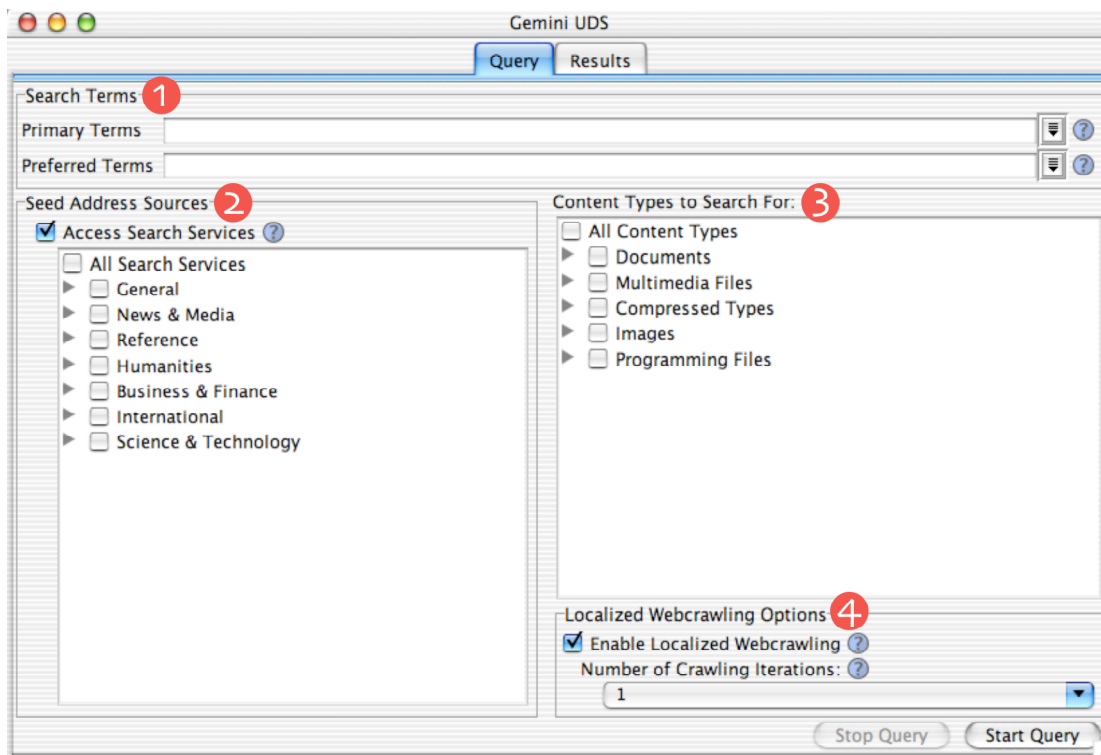 Gemini UDS
Query Results
Search Terms 1
Primary Terms
Preferred Terms
Seed Address Sources 2
Access Search Services ?
All Search Services
General
News & Media
Reference
Humanities
Business & Finance
International
Science & Technology
Content Types to Search For: 3
All Content Types
Documents
Multimedia Files
Compressed Types
Images
Programming Files
Localized Webcrawling Options 4
Enable Localized Webcrawling ?
Number of Crawling Iterations: ?
1
Stop Query Start Query